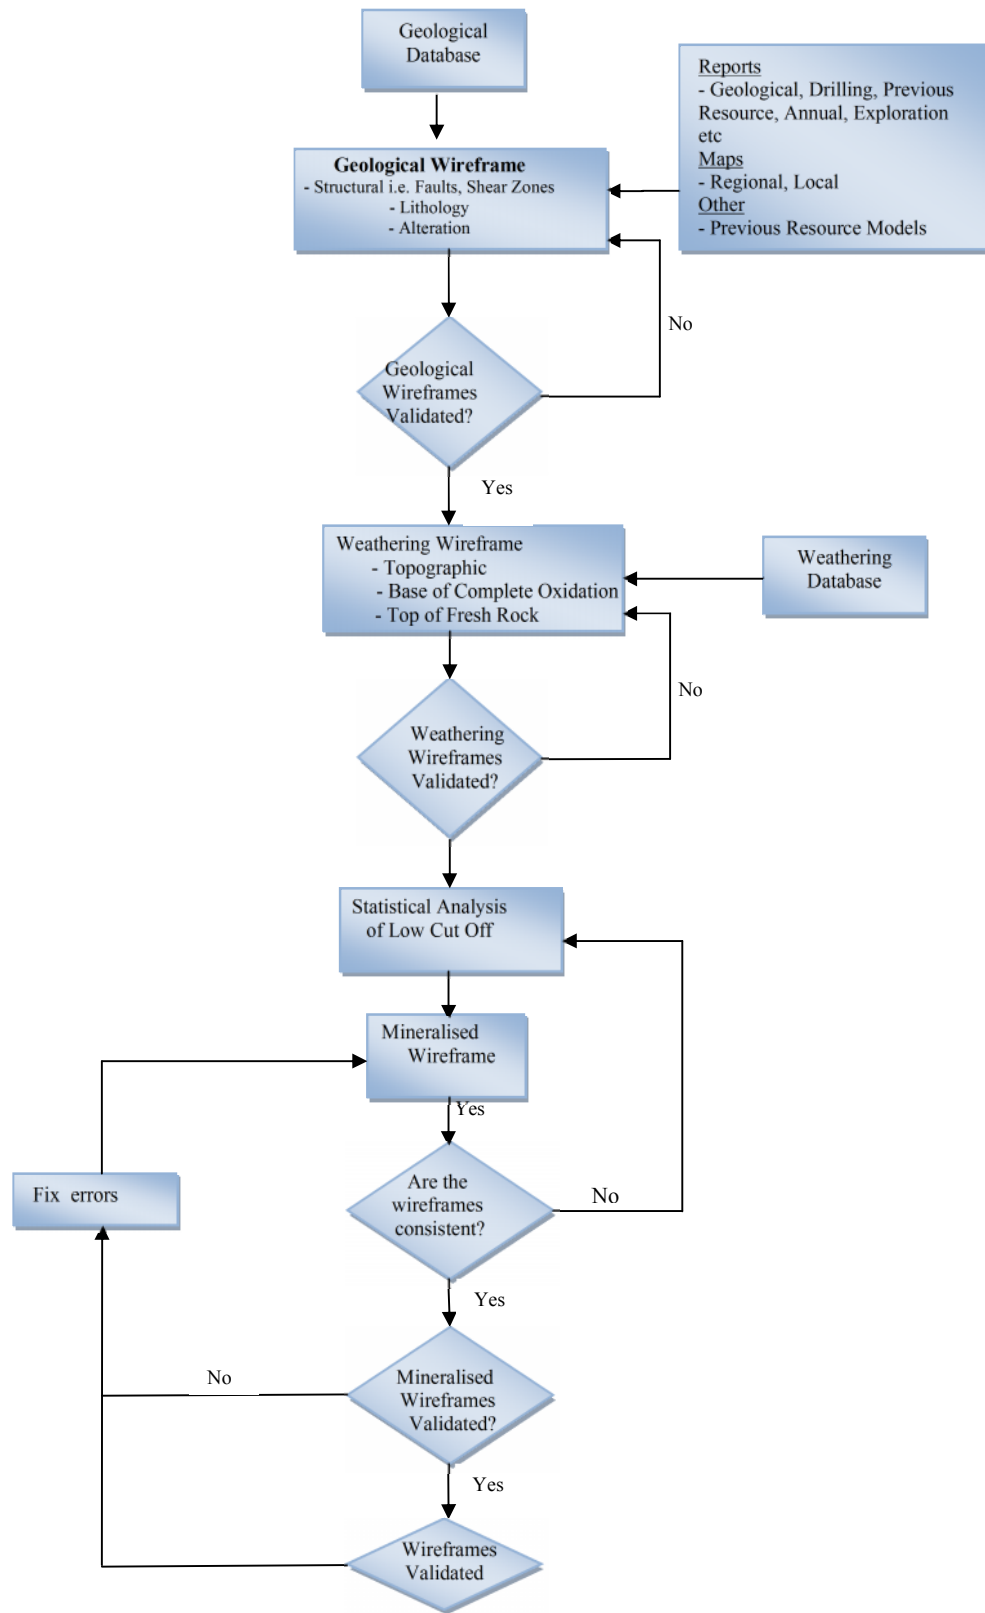 Geological
Database
Reports
- Geological, Drilling, Previous
Resource, Annual, Exploration
etc
Maps
- Regional, Local
Other
- Previous Resource Models
Geological Wireframe
- Structural i.e. Faults, Shear Zones
- Lithology
- Alteration
No
Geological
Wireframes
Validated?
Yes
Weathering Wireframe
- Topographic
- Base of Complete Oxidation
- Top of Fresh Rock
Weathering
Database
No
Weathering
Wireframes
Validated?
Statistical Analysis
of Low Cut Off
Mineralised
Wireframe
Yes
Are the
wireframes
consistent?
No
Fix errors
Yes
No
Mineralised
Wireframes
Validated?
Yes
Wireframes
Validated